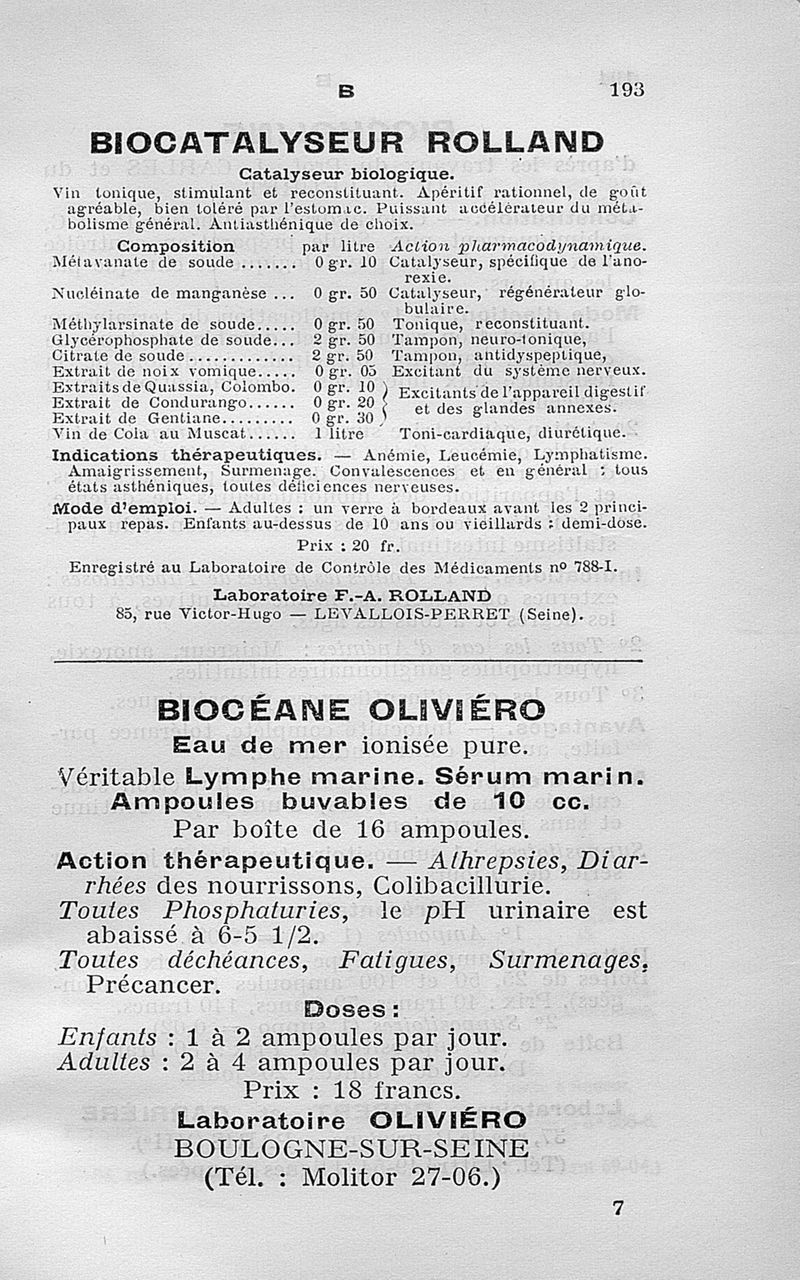 B 193
BIOCATALYSEUR ROLLAND
Catalyseur biologique.
Vin tonique, stimulant et reconstituant. Apéritif rationnel, de goût
agréable, bien toléré par l'estomac. Puissant accélérateur du méta-
bolisme général. Antiasthénique de choix.
Composition par litre Action pharmacodynamique.
Métavanate de soude ....... 0 gr. 10 Catalyseur, spécifique de l'ano-
rexie.
Nucléinate de manganèse ... 0 gr. 50 Catalyseur, régénérateur glo-
bulaire.
Méthylarsinate de soude..... 0 gr. 50 Tonique, reconstituant.
Glycérophosphate de soude... 2 gr. 50 Tampon, neuro-tonique,
Citrate de soude ............. 2 gr. 50 Tampon, antidyspeptique,
Extrait de noix vomique..... 0 gr. 05 Excitant du système nerveux.
Extraits de Quassia, Colombo. 0 gr. 10 } Excitants de l'appareil digestif
Extrait de Condurango...... 0 gr. 20 } et des glandes annexes.
Extrait de Gentiane......... 0 gr. 30 }
Vin de Cola au Muscat...... 1 litre Toni-cardiaque, diurétique.
Indications thérapeutiques. — Anémie, Leucémie, Lymphatisme.
Amaigrissement, Surmenage. Convalescences et en général : tous
états asthéniques, toutes déficiences nerveuses.
Mode d'emploi. — Adultes : un verre à bordeaux avant les 2 princi-
paux repas. Enfants au-dessus de 10 ans ou vieillards : demi-dose.
Prix : 20 fr.
Enregistré au Laboratoire de Contrôle des Médicaments nº 788-I.
Laboratoire F.-A. ROLLAND
85, rue Victor-Hugo — LEVALLOIS-PERRET (Seine).
BIOCÉANE OLIVIÉRO
Eau de mer ionisée pure.
Véritable Lymphe marine. Sérum marin.
Ampoules buvables de 10 cc.
Par boîte de 16 ampoules.
Action thérapeutique. — Athrepsies, Diar-
rhées des nourrissons, Colibacillurie.
Toutes Phosphaturies, le pH urinaire est
abaissé à 6-5 1/2.
Toutes déchéances, Fatigues, Surmenages,
Précancer.
Doses :
Enfants : 1 à 2 ampoules par jour.
Adultes : 2 à 4 ampoules par jour.
Prix : 18 francs.
Laboratoire OLIVIÉRO
BOULOGNE-SUR-SEINE
(Tél. : Molitor 27-06.)
7